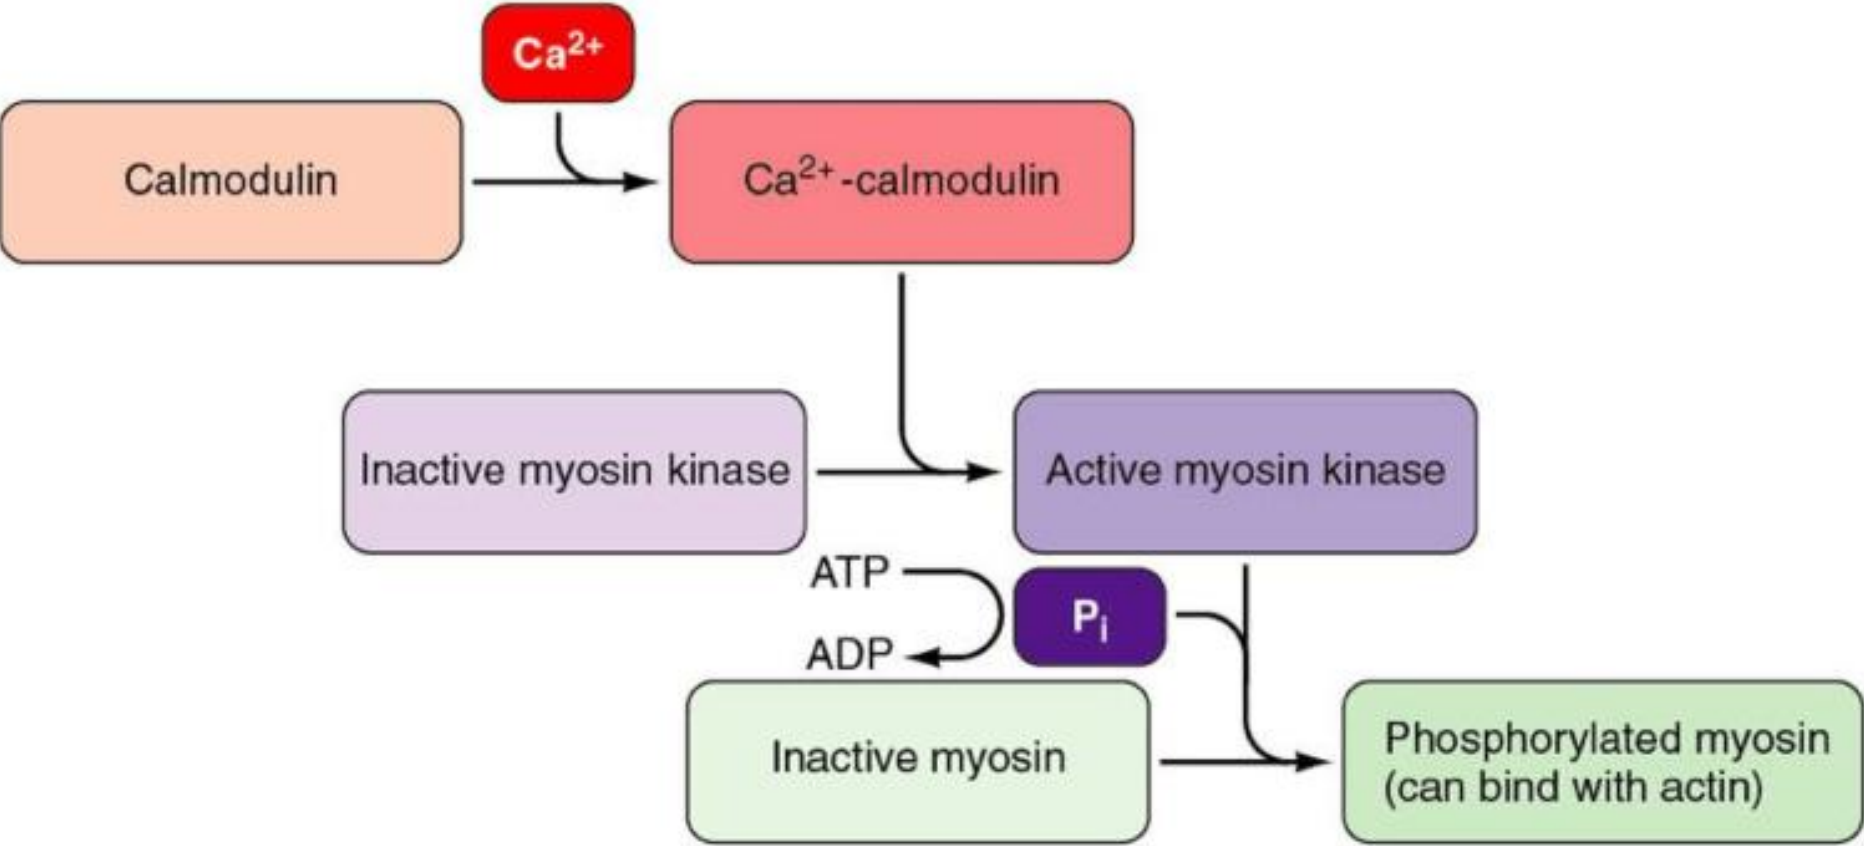 Ca²⁺
Calmodulin
Ca²⁺-calmodulin
Inactive myosin kinase
Active myosin kinase
ATP
Pᵢ
ADP
Inactive myosin
Phosphorylated myosin
(can bind with actin)